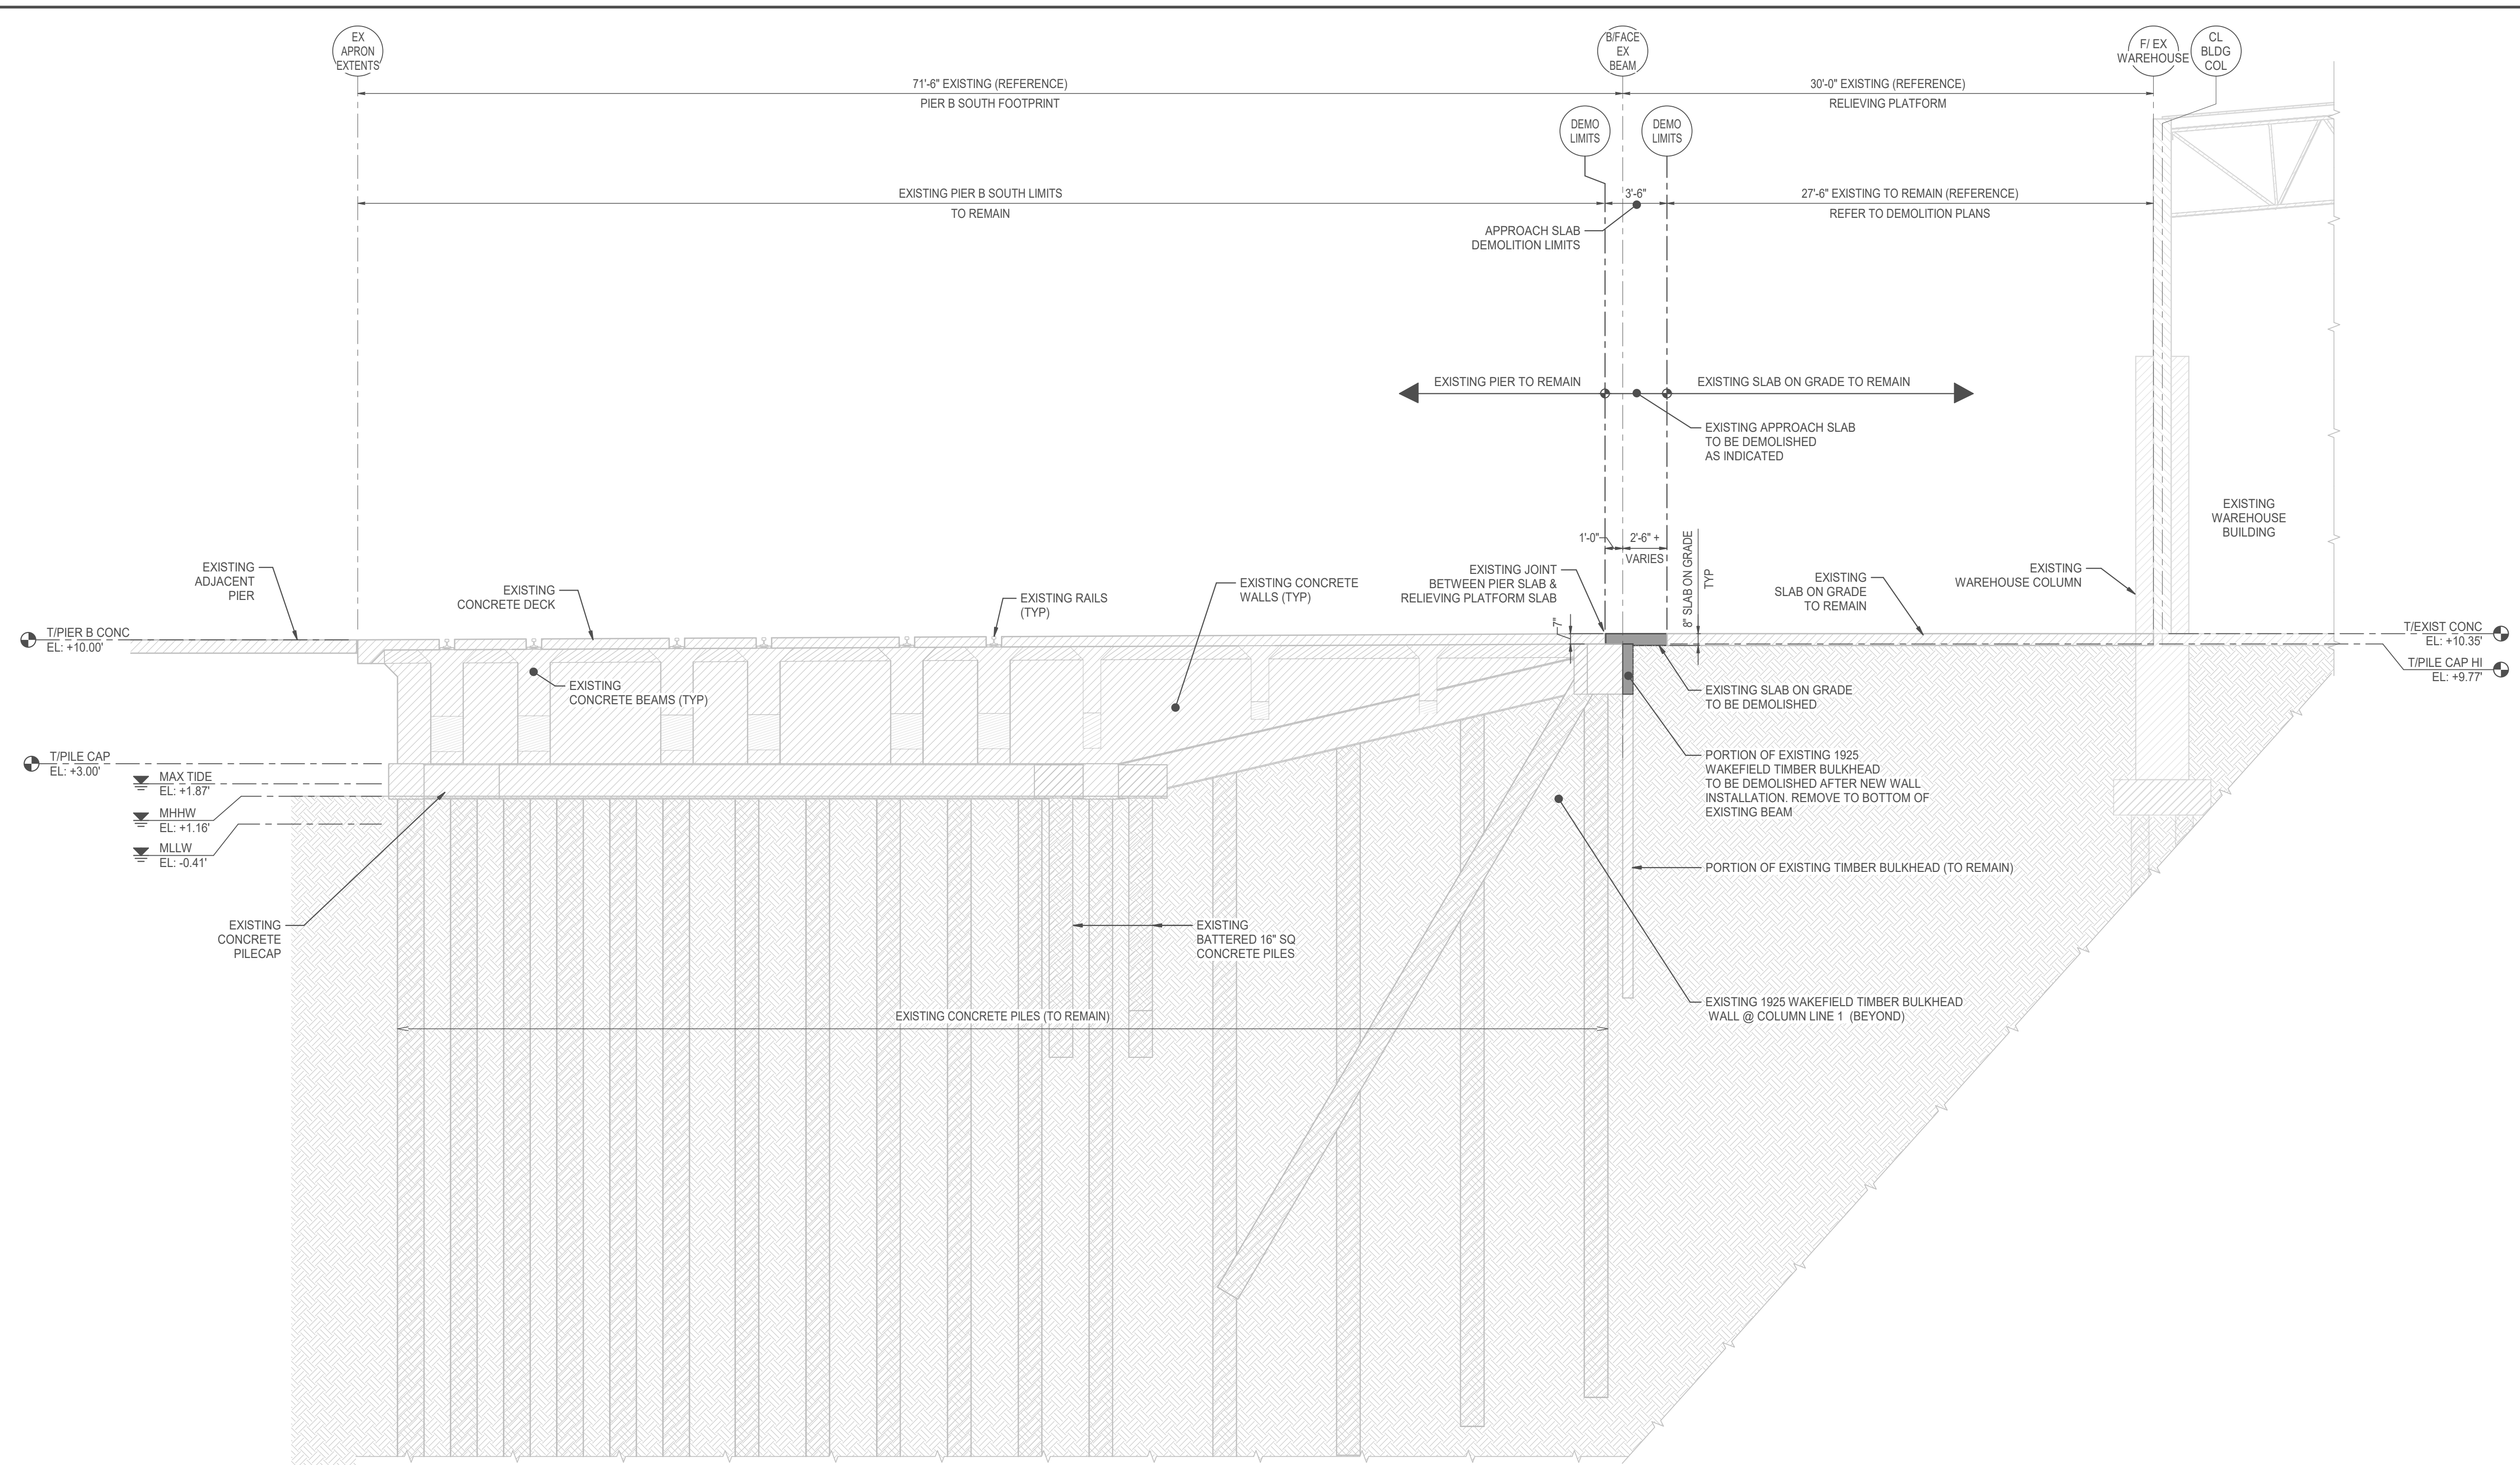 EX
APRON
EXTENTS
B/FACE
EX
BEAM
F/ EX
WAREHOUSE
CL
BLDG
COL
71'-6" EXISTING (REFERENCE)
PIER B SOUTH FOOTPRINT
30'-0" EXISTING (REFERENCE)
RELIEVING PLATFORM
DEMO
LIMITS
DEMO
LIMITS
EXISTING PIER B SOUTH LIMITS
TO REMAIN
3'-6"
27'-6" EXISTING TO REMAIN (REFERENCE)
REFER TO DEMOLITION PLANS
APPROACH SLAB
DEMOLITION LIMITS
EXISTING PIER TO REMAIN
EXISTING SLAB ON GRADE TO REMAIN
EXISTING APPROACH SLAB
TO BE DEMOLISHED
AS INDICATED
EXISTING
WAREHOUSE
BUILDING
1'-0"
2'-6" +
VARIES
8" SLAB ON GRADE
TYP
EXISTING
ADJACENT
PIER
EXISTING
CONCRETE DECK
EXISTING RAILS
(TYP)
EXISTING CONCRETE
WALLS (TYP)
EXISTING JOINT
BETWEEN PIER SLAB &
RELIEVING PLATFORM SLAB
EXISTING
SLAB ON GRADE
TO REMAIN
EXISTING
WAREHOUSE COLUMN
7"
T/PIER B CONC
EL: +10.00'
T/EXIST CONC
EL: +10.35'
T/PILE CAP HI
EL: +9.77'
EXISTING
CONCRETE BEAMS (TYP)
EXISTING SLAB ON GRADE
TO BE DEMOLISHED
T/PILE CAP
EL: +3.00'
MAX TIDE
EL: +1.87'
MHHW
EL: +1.16'
MLLW
EL: -0.41'
PORTION OF EXISTING 1925
WAKEFIELD TIMBER BULKHEAD
TO BE DEMOLISHED AFTER NEW WALL
INSTALLATION. REMOVE TO BOTTOM OF
EXISTING BEAM
PORTION OF EXISTING TIMBER BULKHEAD (TO REMAIN)
EXISTING
CONCRETE
PILECAP
EXISTING
BATTERED 16" SQ
CONCRETE PILES
EXISTING CONCRETE PILES (TO REMAIN)
EXISTING 1925 WAKEFIELD TIMBER BULKHEAD
WALL @ COLUMN LINE 1 (BEYOND)